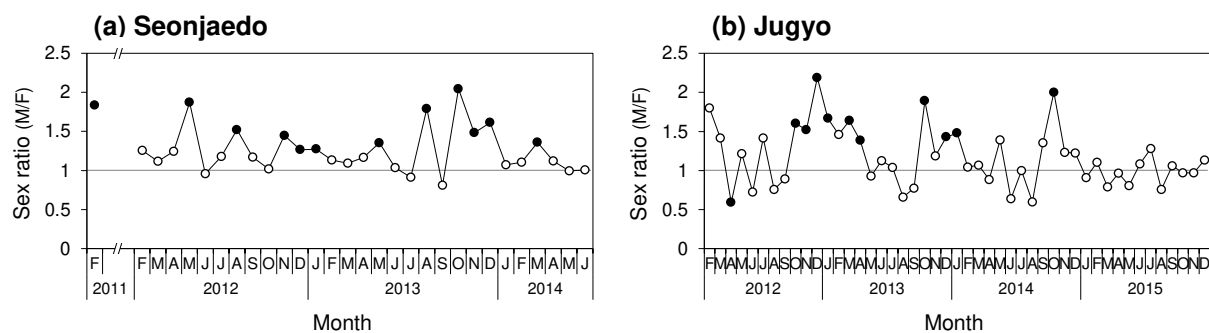 (a) Seonjaedo
Sex ratio (M/F)
2.5
2
1.5
1
0.5
0
F F M A M J J A S O N D J F M A M J J A S O N D J F M A M J
2011 2012 2013 2014
Month
(b) Jugyo
Sex ratio (M/F)
2.5
2
1.5
1
0.5
0
F M A M J J A S O N D J F M A M J J A S O N D J F M A M J J A S O N D J F M A M J J A S O N D
2012 2013 2014 2015
Month